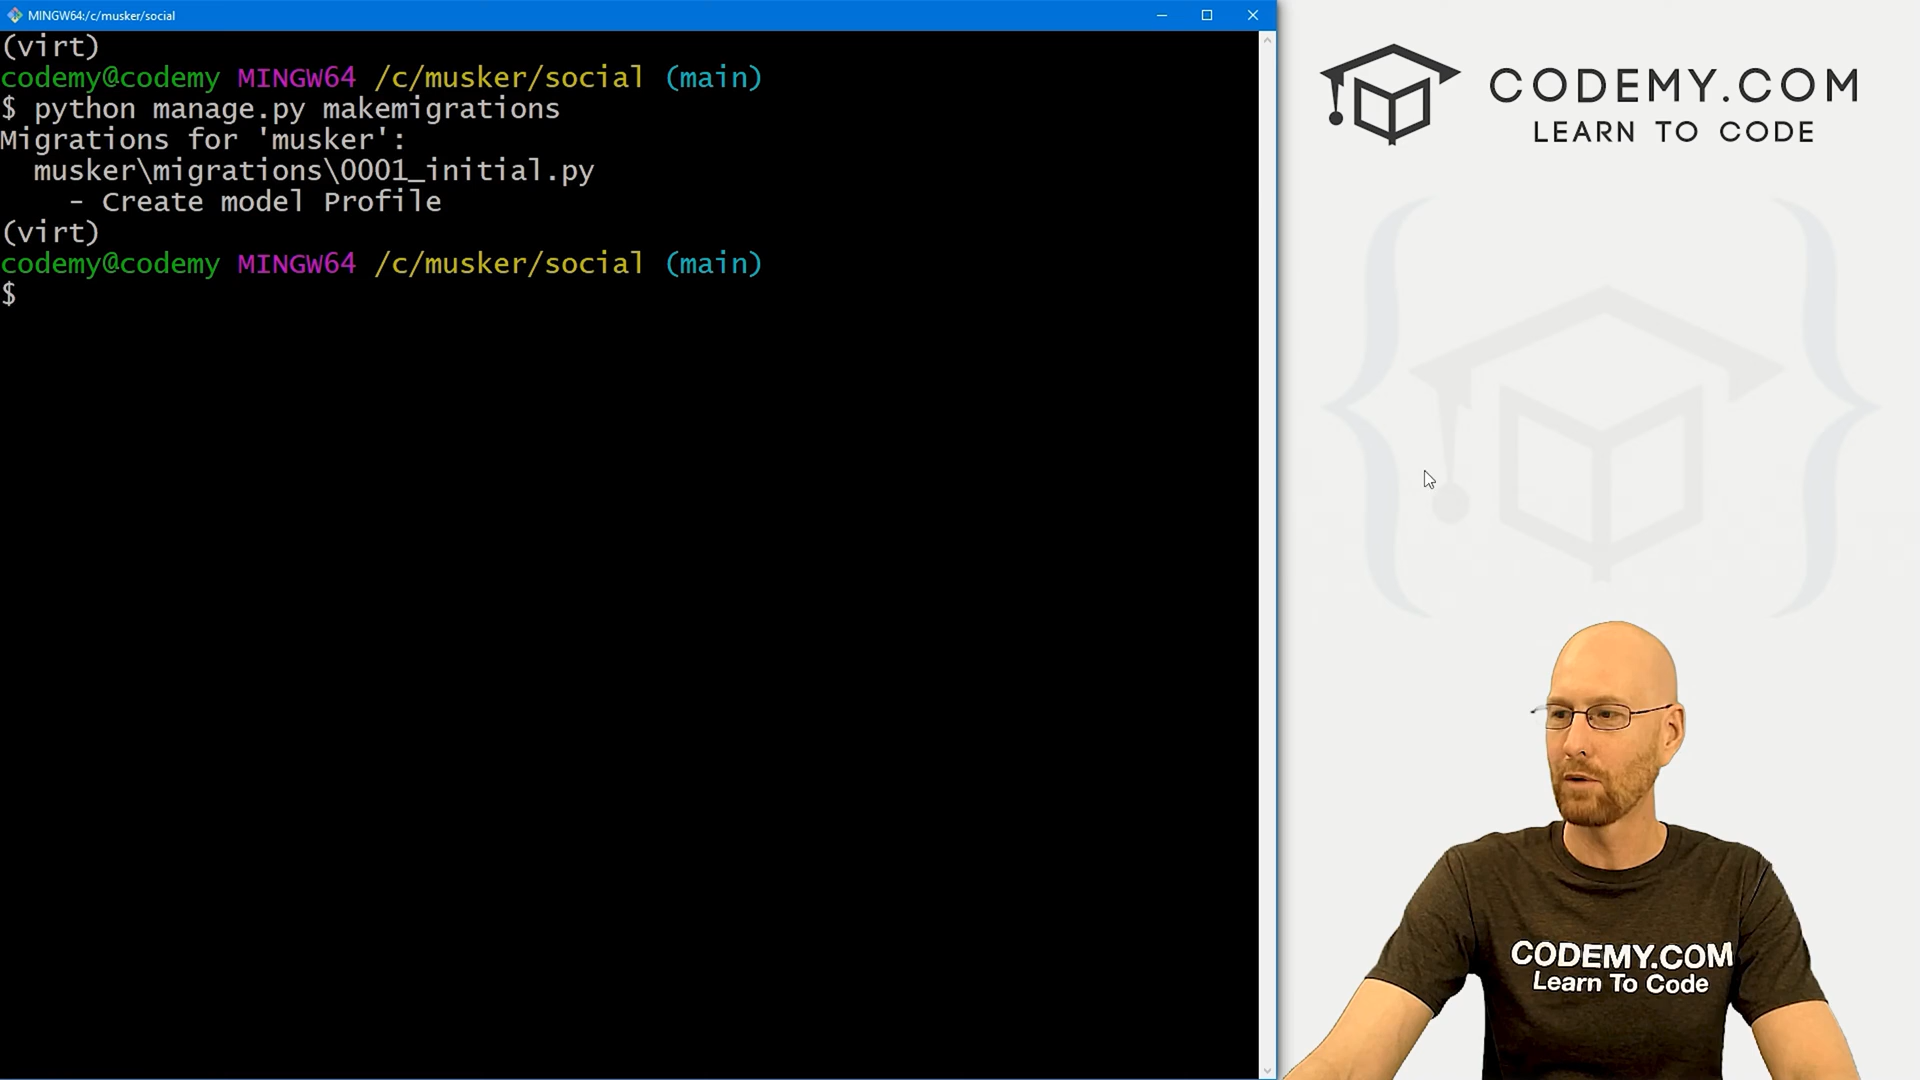 MINGW64:/c/musker/social
(virt)
codemy@codemy MINGW64 /c/musker/social (main)
$ python manage.py makemigrations
Migrations for 'musker':
  musker\migrations\0001_initial.py
    - Create model Profile
(virt)
codemy@codemy MINGW64 /c/musker/social (main)
$
CODEMY.COM
LEARN TO CODE
CODEMY.COM
Learn To Code